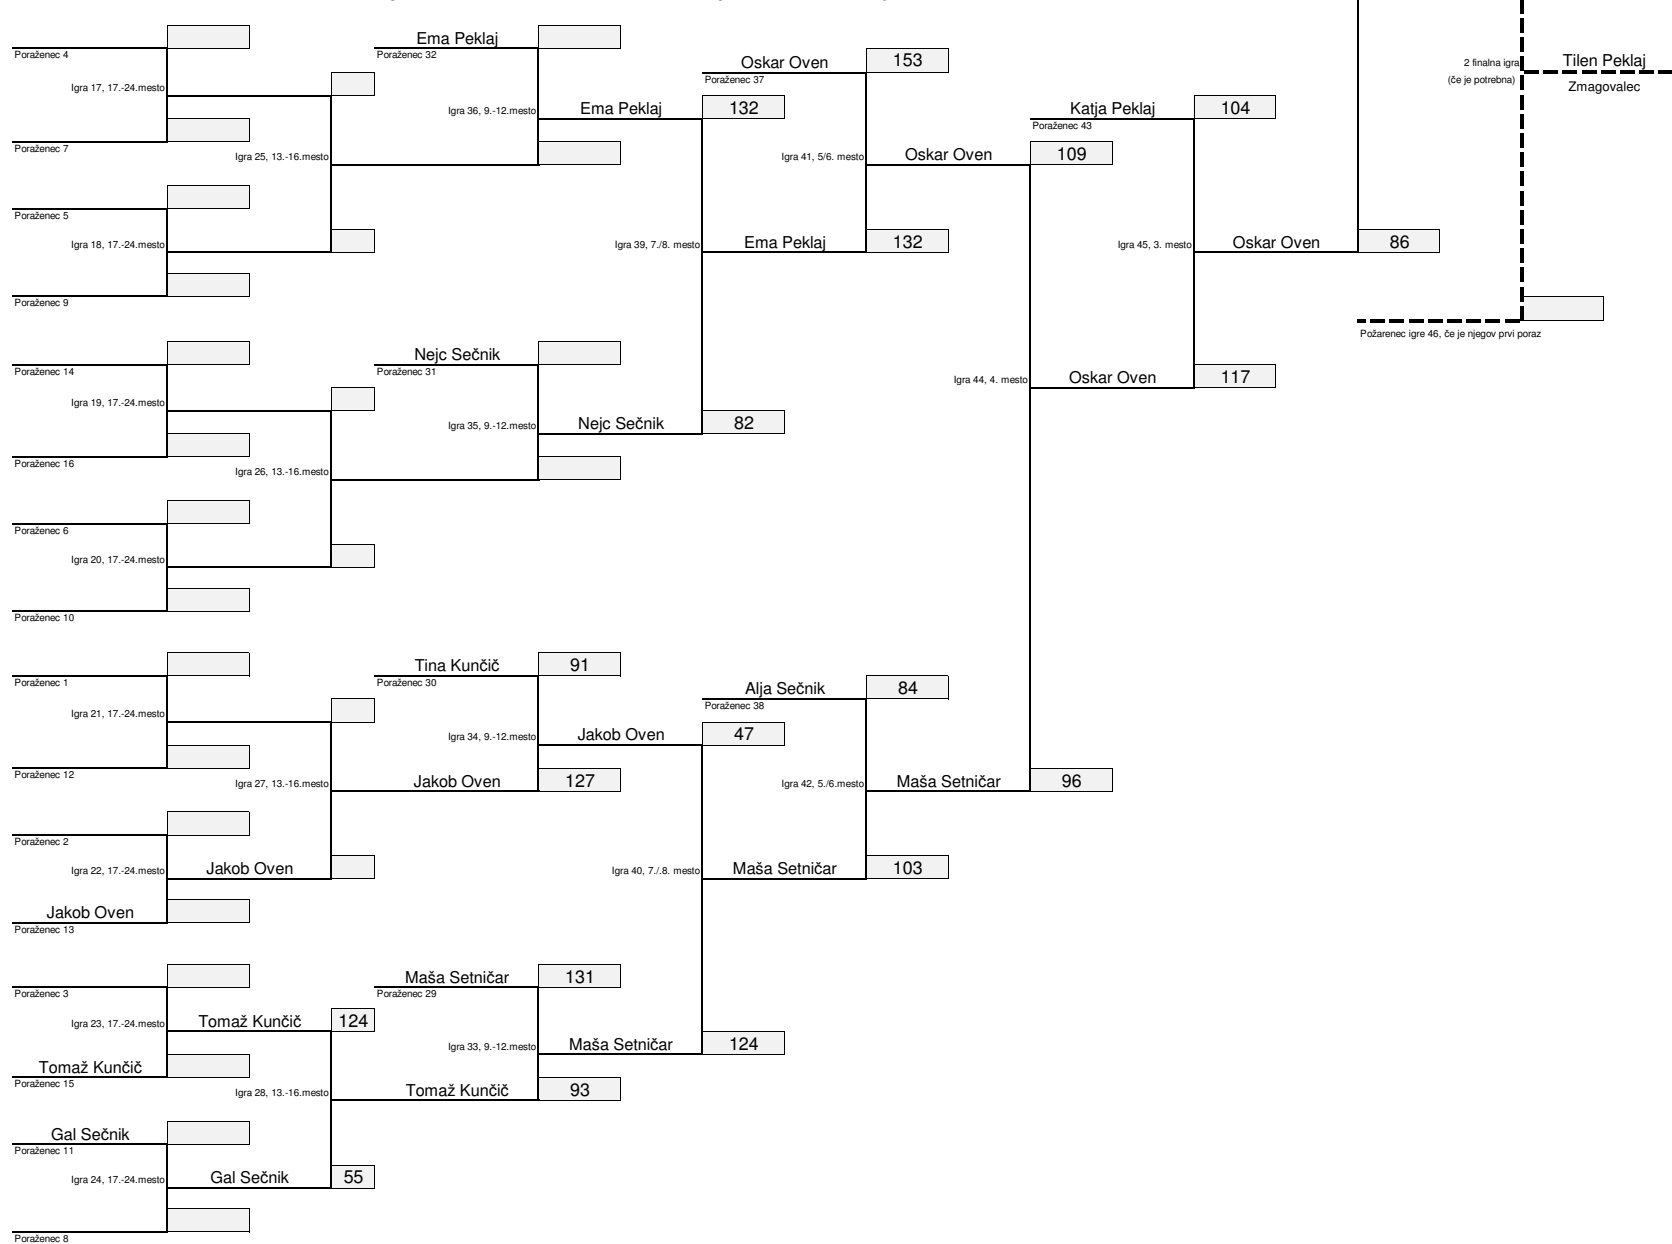 Ema Peklaj
Poraženec 4
Poraženec 32
Oskar Oven 153
2 finalna igra
Tilen Peklaj
Poraženec 37
(če je potrebna)
Igra 17, 17.-24.mesto
Zmagovalec
Igra 36, 9.-12.mesto
Ema Peklaj 132
Katja Peklaj 104
Poraženec 43
Poraženec 7
Igra 25, 13.-16.mesto
Igra 41, 5/6. mesto
Oskar Oven 109
Poraženec 5
Igra 18, 17.-24.mesto
Igra 39, 7./8. mesto
Ema Peklaj 132
Igra 45, 3. mesto
Oskar Oven 86
Poraženec 9
Požarenec igre 46, če je njegov prvi poraz
Nejc Sečnik
Poraženec 14
Poraženec 31
Igra 44, 4. mesto
Oskar Oven 117
Igra 19, 17.-24.mesto
Igra 35, 9.-12.mesto
Nejc Sečnik 82
Poraženec 16
Igra 26, 13.-16.mesto
Poraženec 6
Igra 20, 17.-24.mesto
Poraženec 10
Tina Kunčič 91
Poraženec 1
Poraženec 30
Alja Sečnik 84
Poraženec 38
Igra 21, 17.-24.mesto
Igra 34, 9.-12.mesto
Jakob Oven 47
Poraženec 12
Igra 27, 13.-16.mesto
Jakob Oven 127
Igra 42, 5./6.mesto
Maša Setničar 96
Poraženec 2
Igra 22, 17.-24.mesto
Jakob Oven
Igra 40, 7./.8. mesto
Maša Setničar 103
Jakob Oven
Poraženec 13
Maša Setničar 131
Poraženec 3
Poraženec 29
Igra 23, 17.-24.mesto
Tomaž Kunčič 124
Igra 33, 9.-12.mesto
Maša Setničar 124
Tomaž Kunčič
Poraženec 15
Igra 28, 13.-16.mesto
Tomaž Kunčič 93
Gal Sečnik
Poraženec 11
Igra 24, 17.-24.mesto
Gal Sečnik 55
Poraženec 8